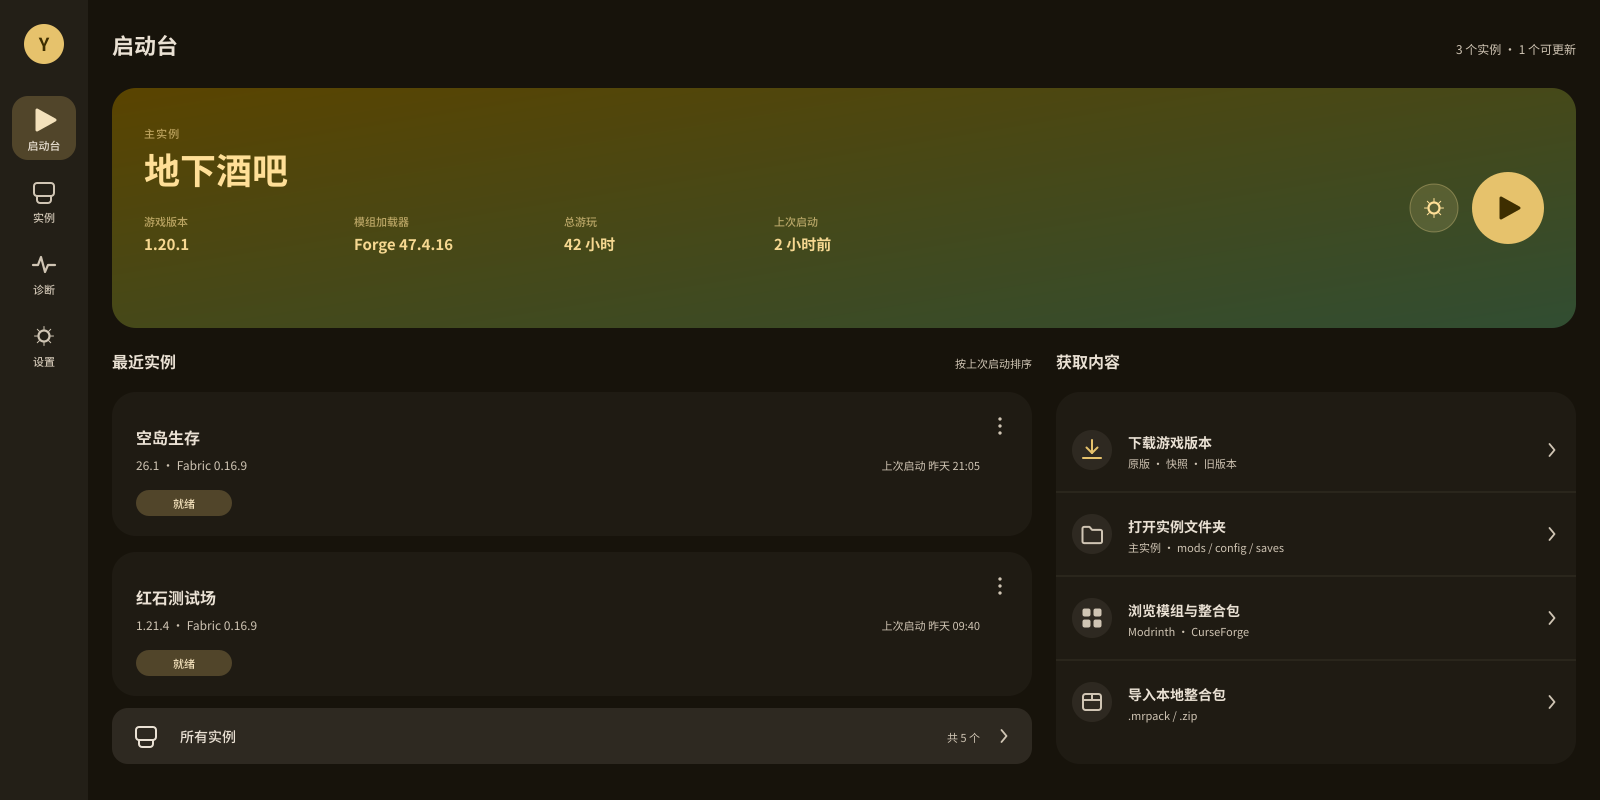 Y
启动台
实例
诊断
设置
启动台
3 个实例 · 1 个可更新
主实例
地下酒吧
游戏版本 模组加载器 总游玩 上次启动
1.20.1 Forge 47.4.16 42 小时 2 小时前
最近实例
按上次启动排序
空岛生存
26.1 · Fabric 0.16.9
上次启动 昨天 21:05
就绪
红石测试场
1.21.4 · Fabric 0.16.9
上次启动 昨天 09:40
就绪
所有实例
共 5 个
获取内容
下载游戏版本
原版 · 快照 · 旧版本
打开实例文件夹
主实例 · mods / config / saves
浏览模组与整合包
Modrinth · CurseForge
导入本地整合包
.mrpack / .zip